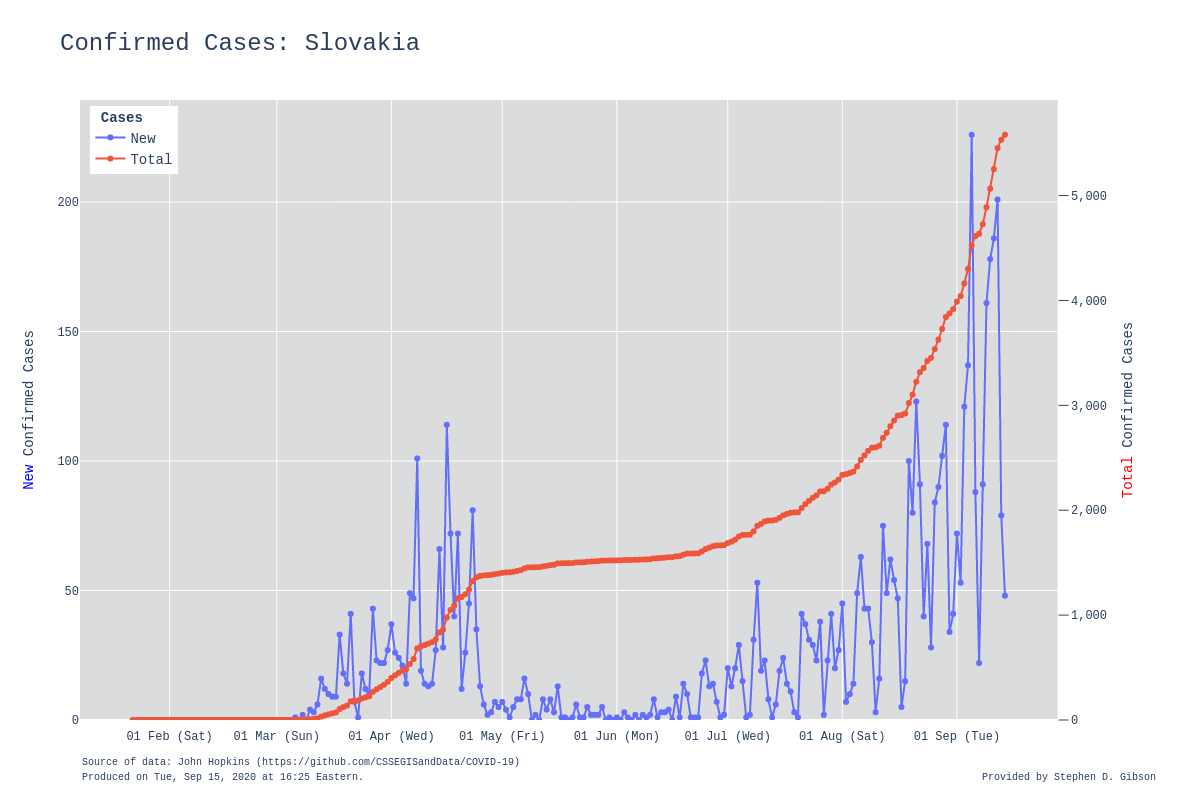 Confirmed Cases: Slovakia
Cases
New
Total
200
150
100
50
0
New Confirmed Cases
5,000
4,000
3,000
2,000
1,000
0
Total Confirmed Cases
01 Feb (Sat)
01 Mar (Sun)
01 Apr (Wed)
01 May (Fri)
01 Jun (Mon)
01 Jul (Wed)
01 Aug (Sat)
01 Sep (Tue)
Source of data: John Hopkins (https://github.com/CSSEGISandData/COVID-19)
Produced on Tue, Sep 15, 2020 at 16:25 Eastern.
Provided by Stephen D. Gibson